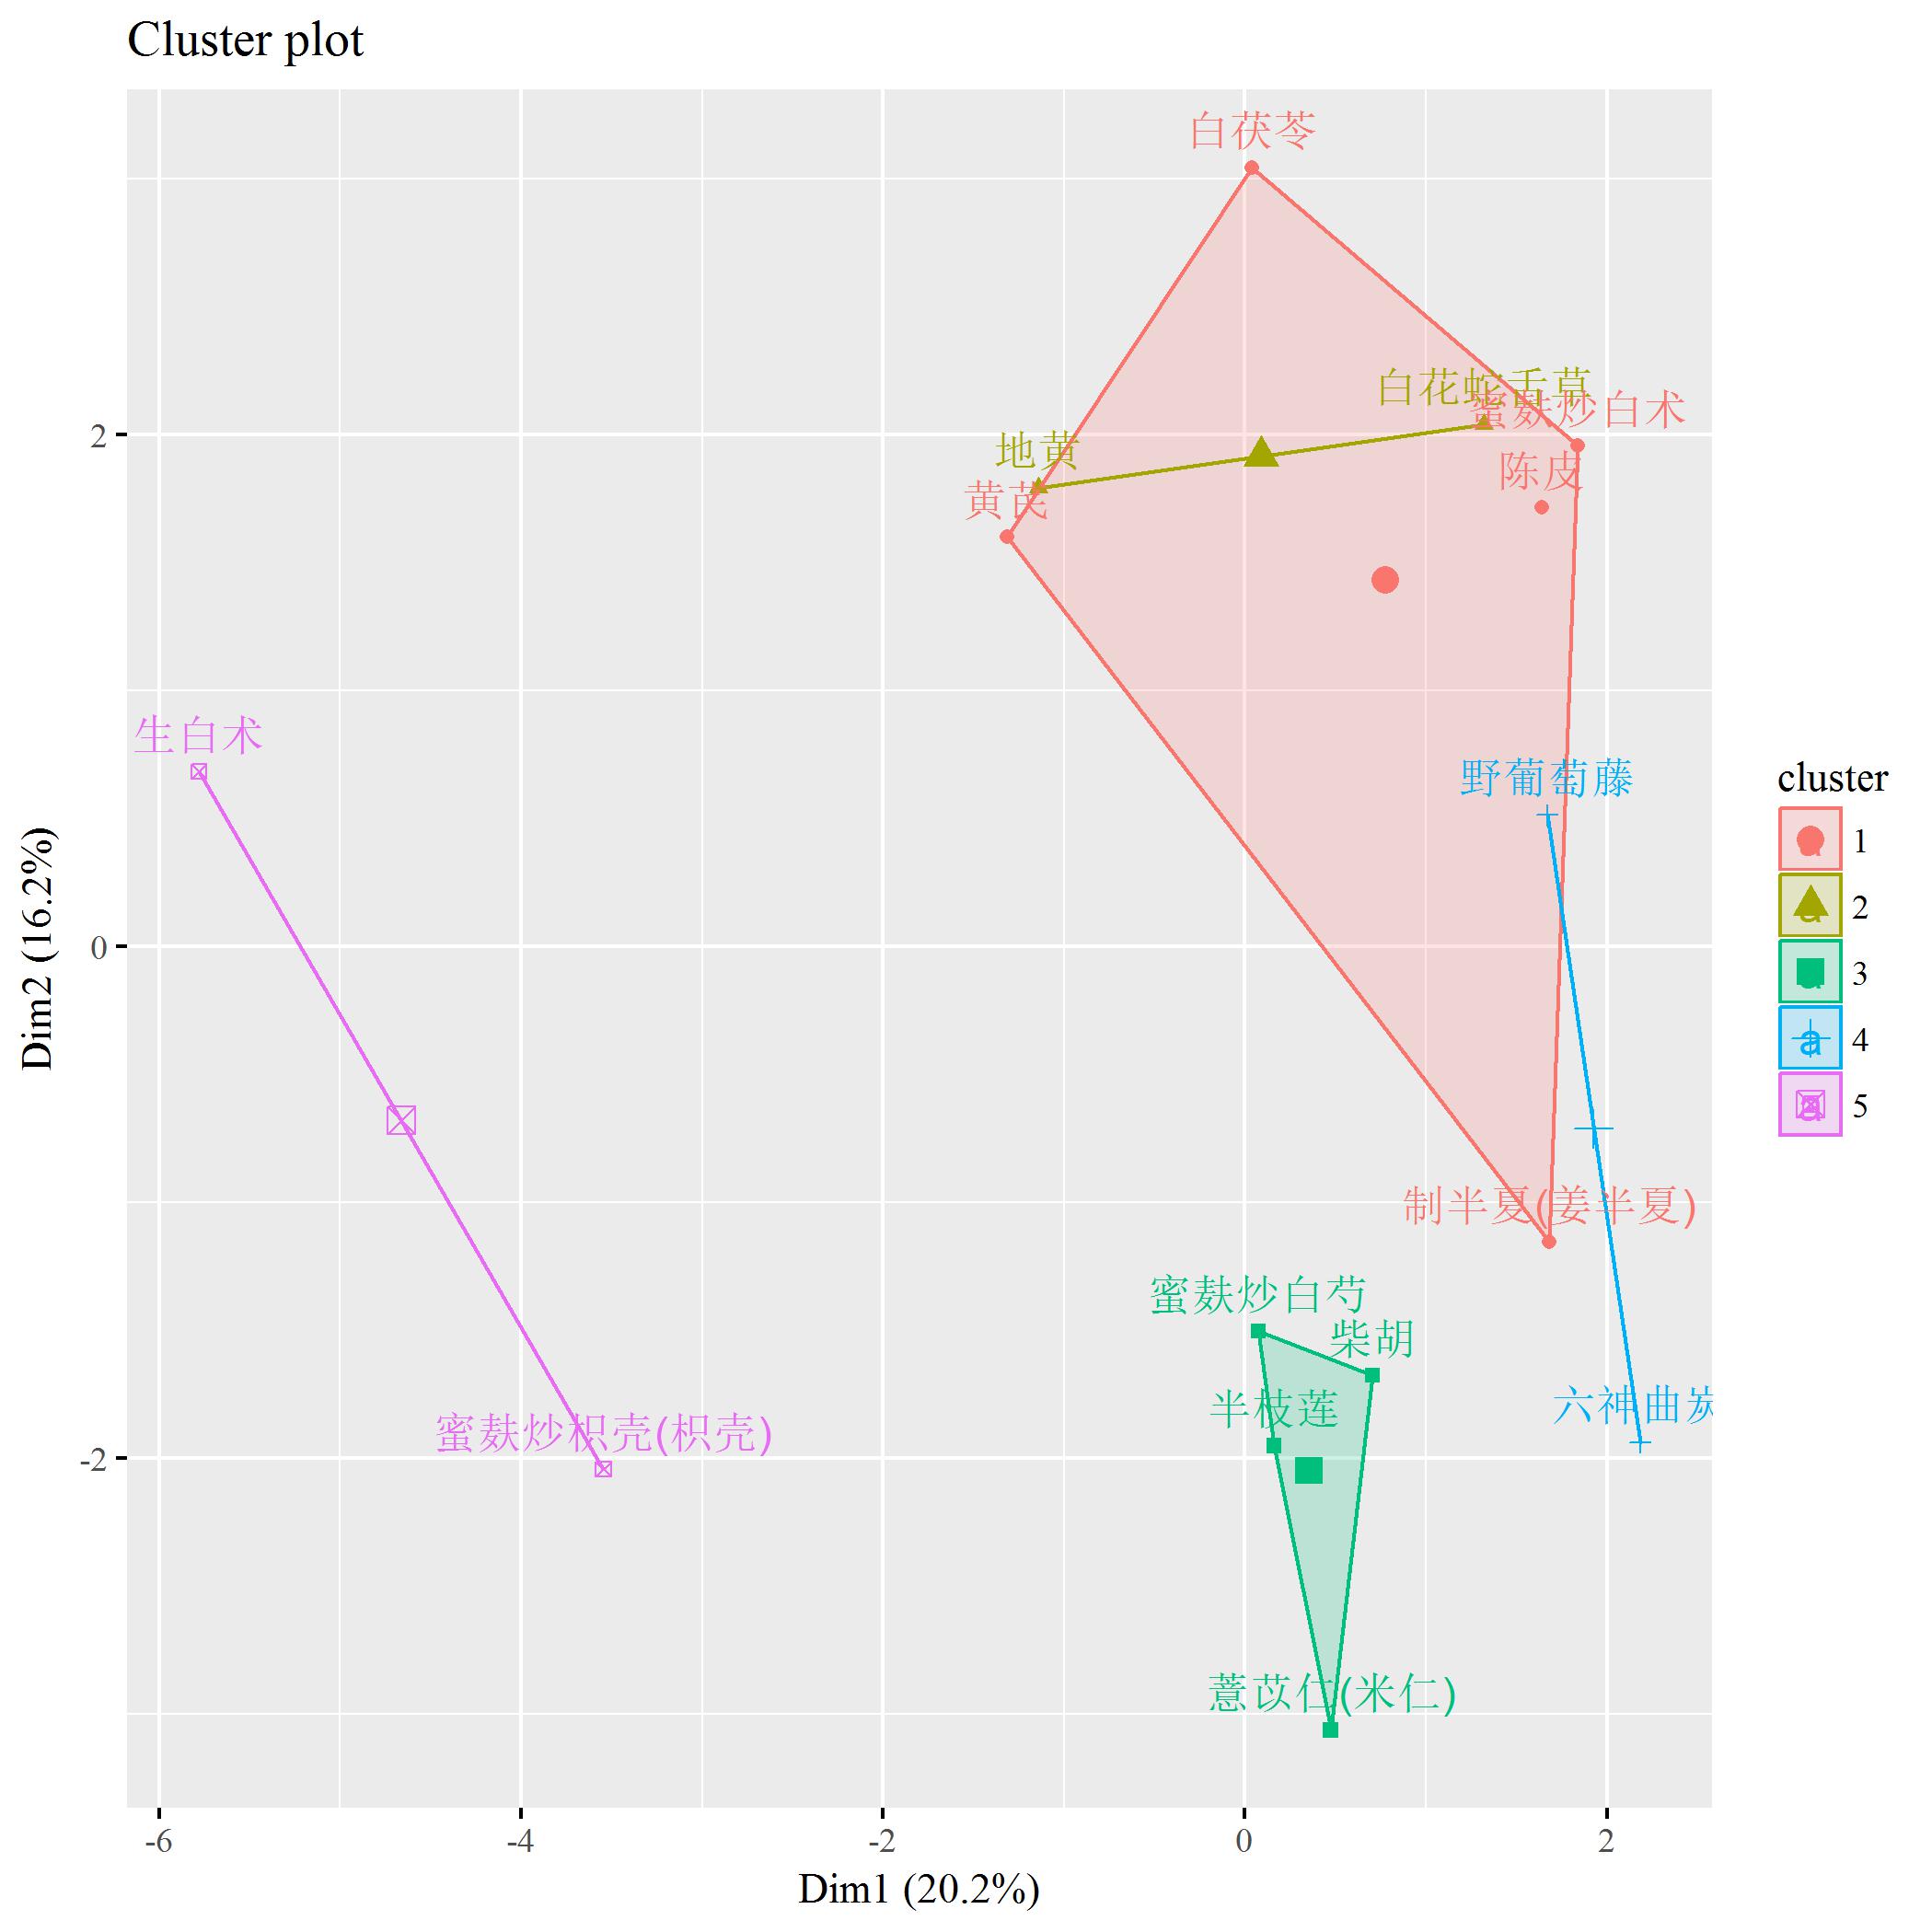 Cluster plot
白茯苓
白花蛇舌草
蜜麸炒白术
地黄
陈皮
黄芪
生白术
野葡萄藤
制半夏(姜半夏)
蜜麸炒白芍
柴胡
半枝莲
六神曲炭
蜜麸炒枳壳(枳壳)
薏苡仁(米仁)
2
0
-2
Dim2 (16.2%)
-6
-4
-2
0
2
Dim1 (20.2%)
cluster
a 1
a 2
a 3
a 4
a 5